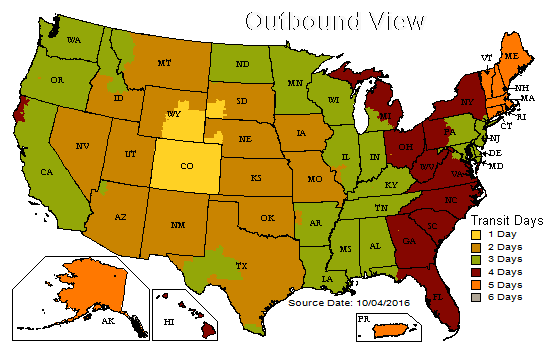 Outbound View
WA
OR
CA
NV
ID
MT
WY
UT
CO
AZ
NM
ND
SD
NE
KS
OK
TX
MN
IA
MO
AR
LA
WI
IL
IN
MI
OH
KY
TN
MS
AL
GA
FL
SC
NC
VA
WV
PA
NY
VT
ME
NH
MA
RI
CT
NJ
DE
MD
AK
HI
PR
Transit Days
1 Day
2 Days
3 Days
4 Days
5 Days
6 Days
Source Date: 10/04/2016